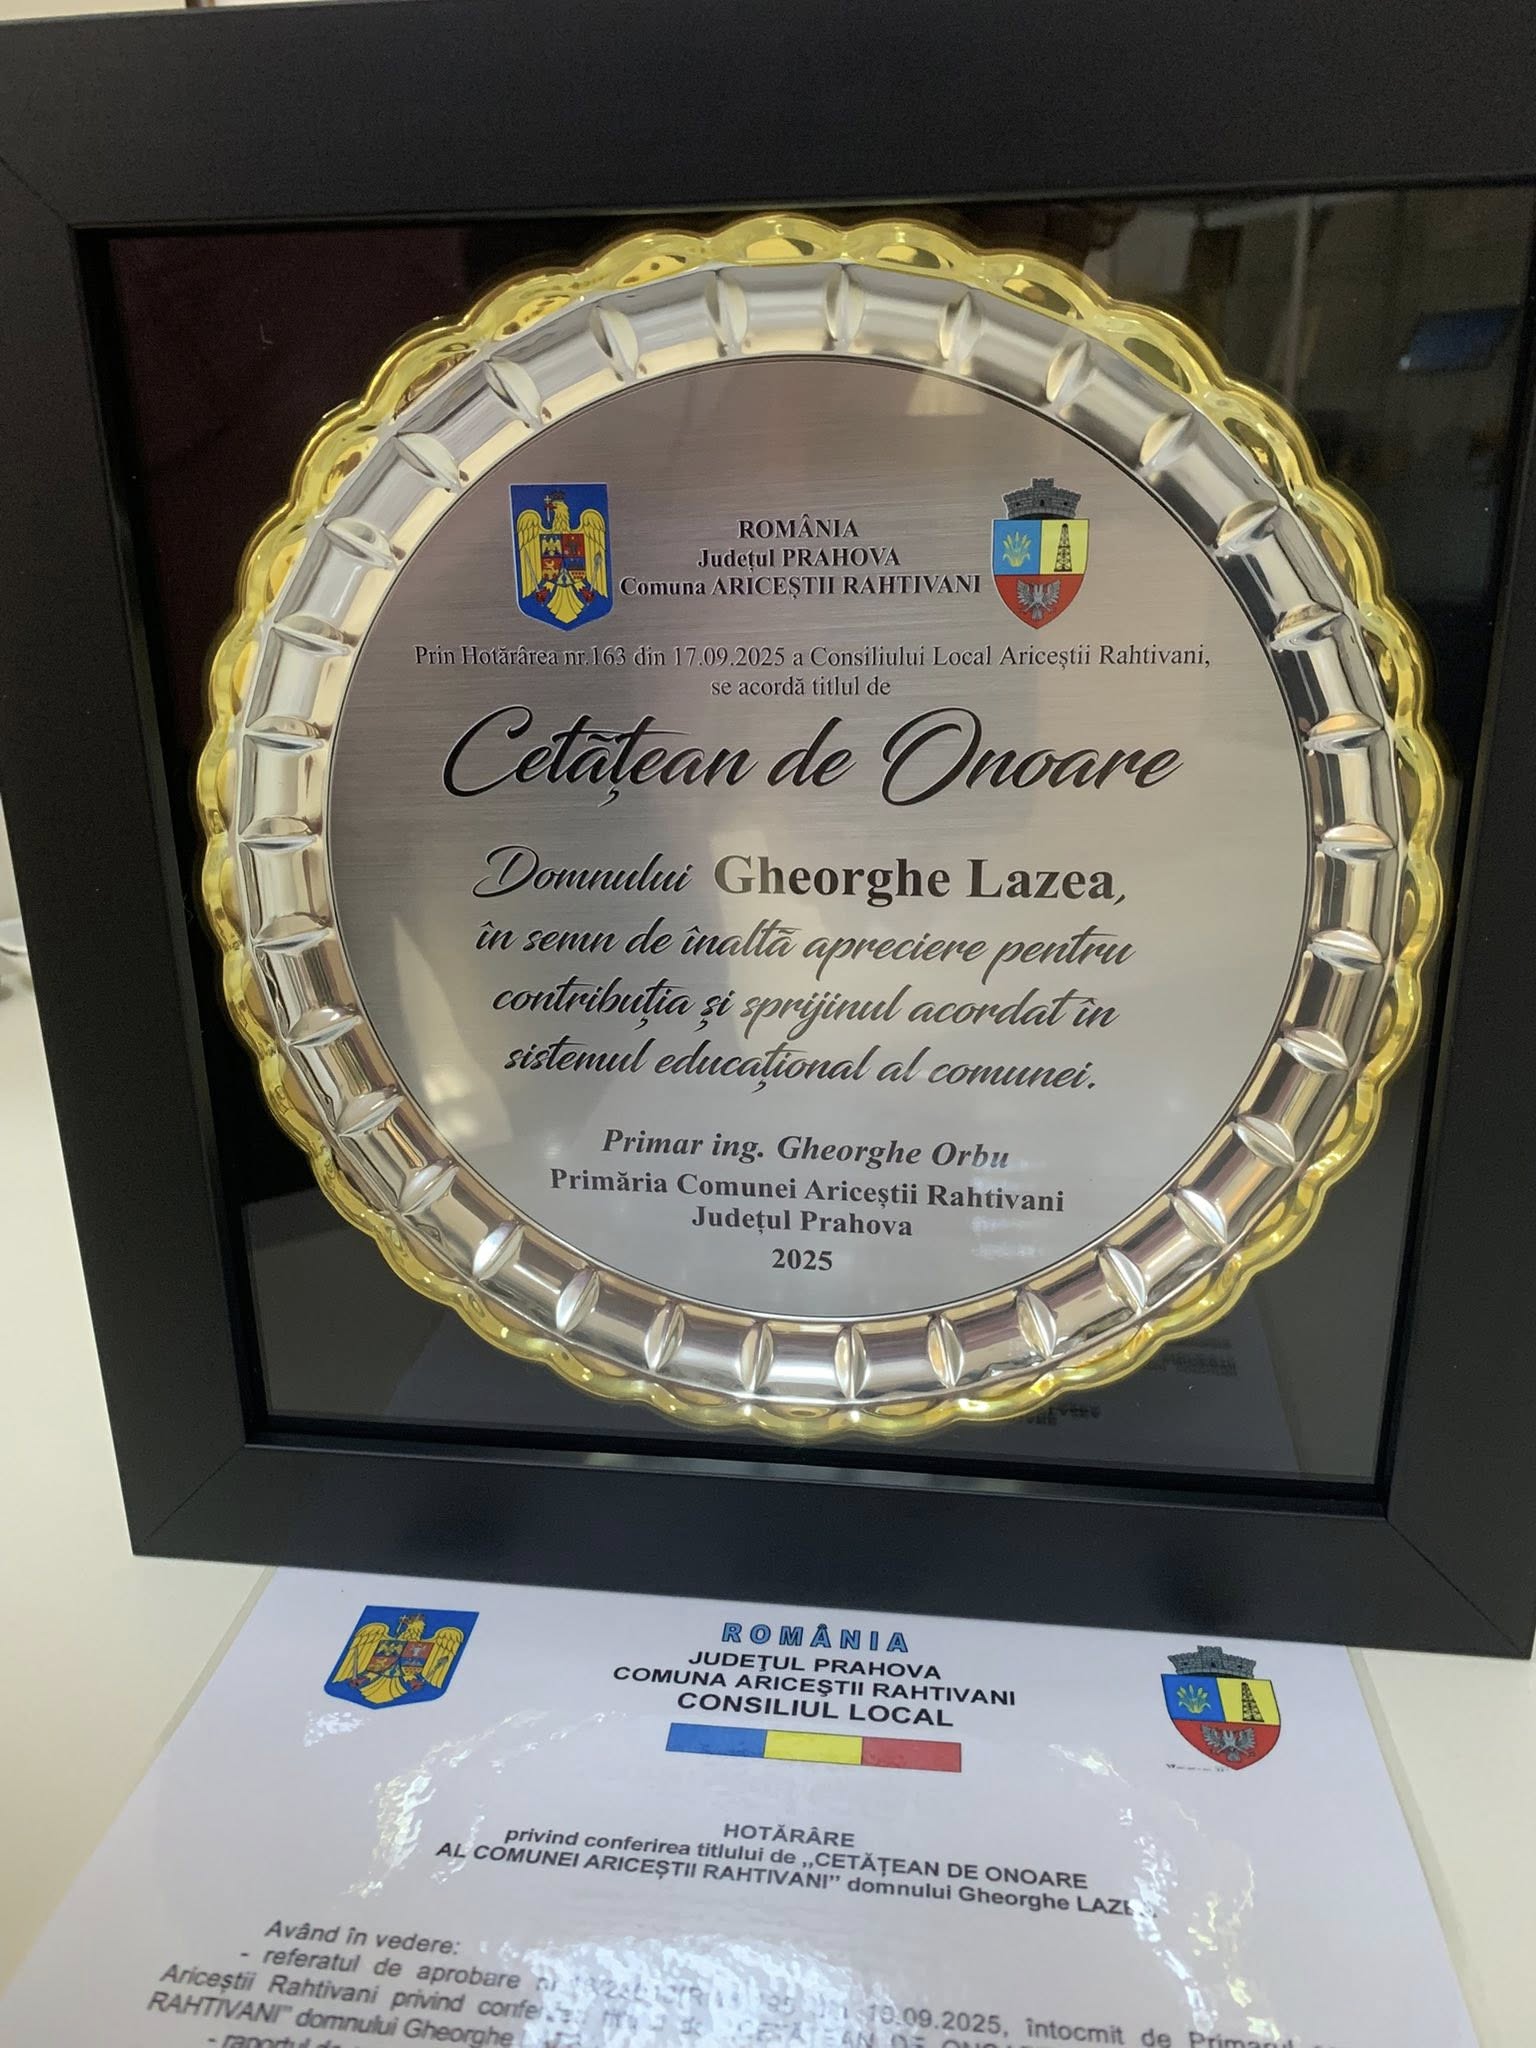 ROMÂNIA
Județul PRAHOVA
Comuna ARICEȘTII RAHTIVANI
Prin Hotărârea nr.163 din 17.09.2025 a Consiliului Local Ariceștii Rahtivani,
se acordă titlul de
Cetățean de Onoare
Domnului Gheorghe Lazea,
în semn de înaltă apreciere pentru
contribuția și sprijinul acordat în
sistemul educațional al comunei.
Primar ing. Gheorghe Orbu
Primăria Comunei Ariceștii Rahtivani
Județul Prahova
2025
ROMÂNIA
JUDEŢUL PRAHOVA
COMUNA ARICEŞTII RAHTIVANI
CONSILIUL LOCAL
HOTĂRÂRE
privind conferirea titlului de „CETĂȚEAN DE ONOARE
AL COMUNEI ARICEȘTII RAHTIVANI” domnului Gheorghe
Având în vedere:
- referatul de aprobare 10.09.2025, întocmit de
Ariceștii Rahtivani privind
RAHTIVANI” domnului Gheorghe DE
- raportul